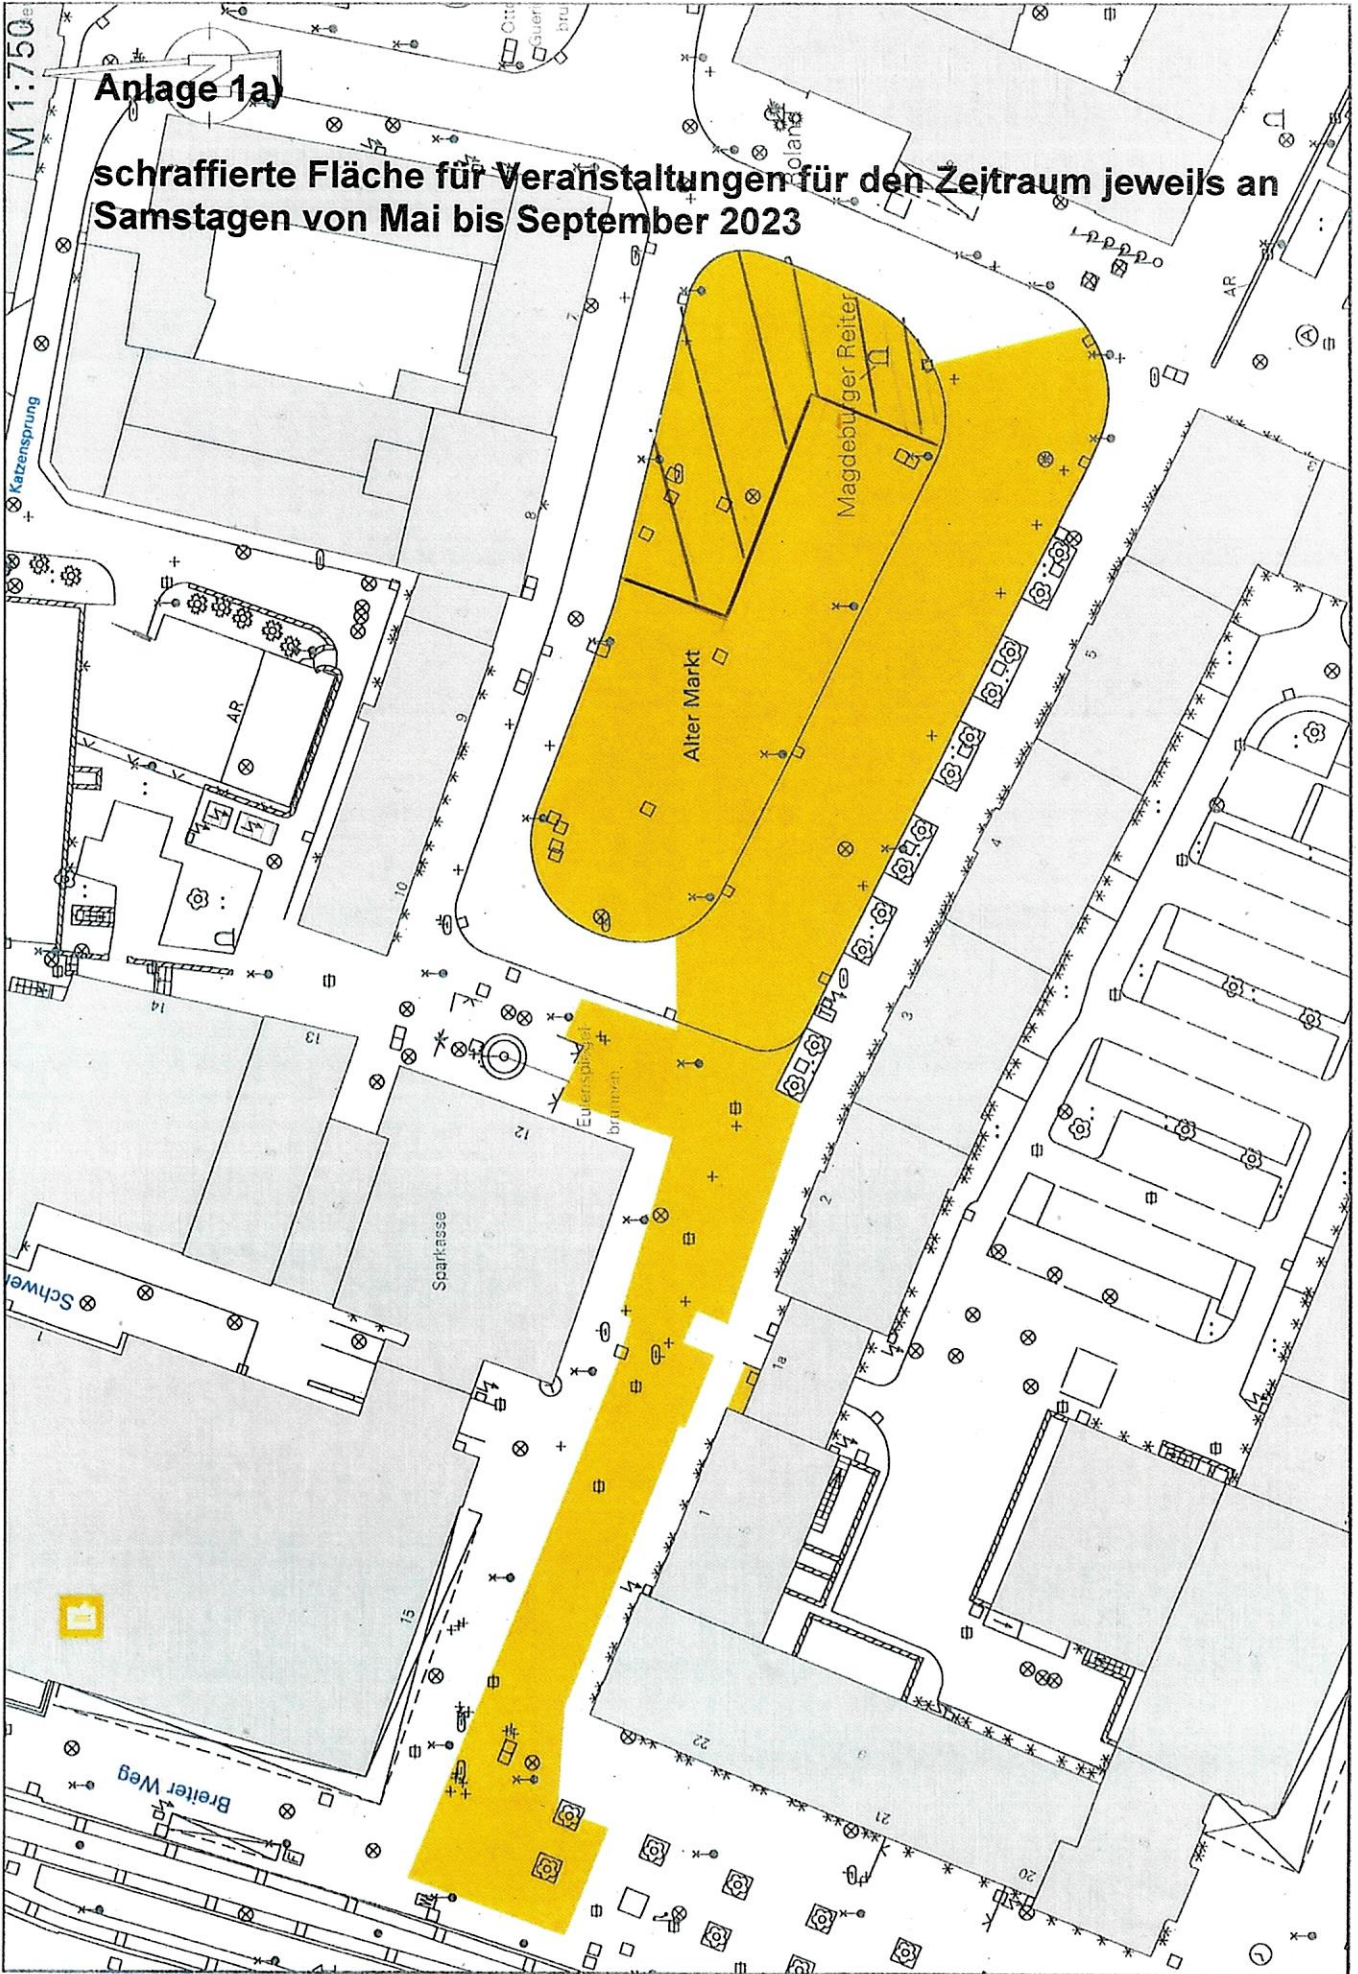 M 1:750
Anlage 1a)
schraffierte Fläche für Veranstaltungen für den Zeitraum jeweils an
Samstagen von Mai bis September 2023
Roland
Magdeburger Reiter
AR
Katzensprung
7
8
AR
9
10
Alter Markt
5
4
3
2
1a
1
14
13
12
Eulenspiegel-
brunnen
Sparkasse
15
Breiter Weg
22
21
20